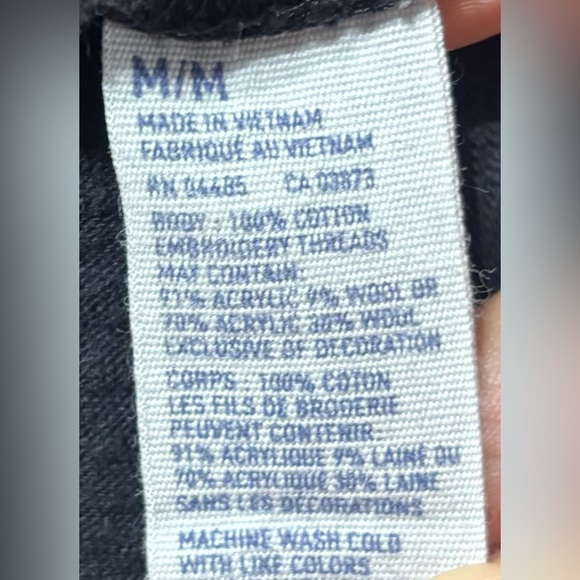 M/M
MADE IN VIETNAM
FABRIQUÉ AU VIETNAM
RN 04485 CA 03873
BODY : 100% COTTON
EMBROIDERY THREADS
MAY CONTAIN:
91% ACRYLIC 9% WOOL OR
70% ACRYLIC 30% WOOL
EXCLUSIVE OF DECORATION
CORPS : 100% COTON
LES FILS DE BRODERIE
PEUVENT CONTENIR
91% ACRYLIQUE 9% LAINE OU
70% ACRYLIQUE 30% LAINE
SANS LES DÉCORATIONS
MACHINE WASH COLD
WITH LIKE COLORS